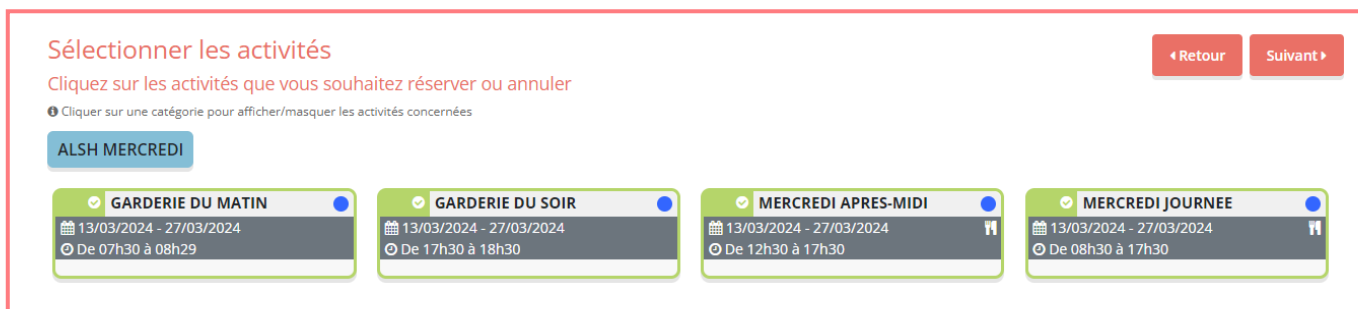 Sélectionner les activités
Retour
Suivant
Cliquez sur les activités que vous souhaitez réserver ou annuler
Cliquer sur une catégorie pour afficher/masquer les activités concernées
ALSH MERCREDI
GARDERIE DU MATIN
13/03/2024 - 27/03/2024
De 07h30 à 08h29
GARDERIE DU SOIR
13/03/2024 - 27/03/2024
De 17h30 à 18h30
MERCREDI APRES-MIDI
13/03/2024 - 27/03/2024
De 12h30 à 17h30
MERCREDI JOURNEE
13/03/2024 - 27/03/2024
De 08h30 à 17h30